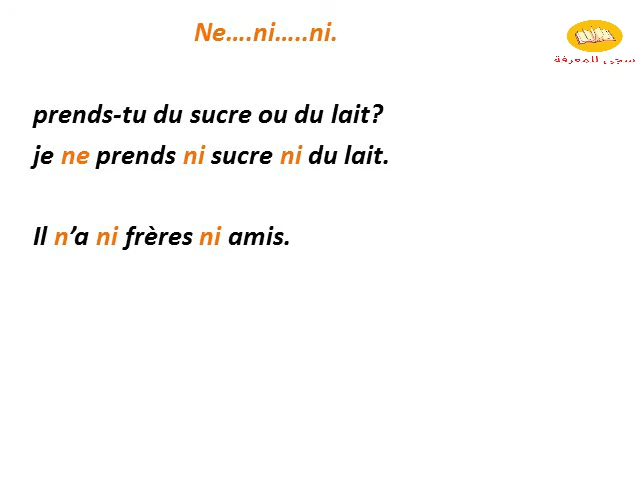 Ne….ni…..ni.
prends-tu du sucre ou du lait?
je ne prends ni sucre ni du lait.
Il n’a ni frères ni amis.